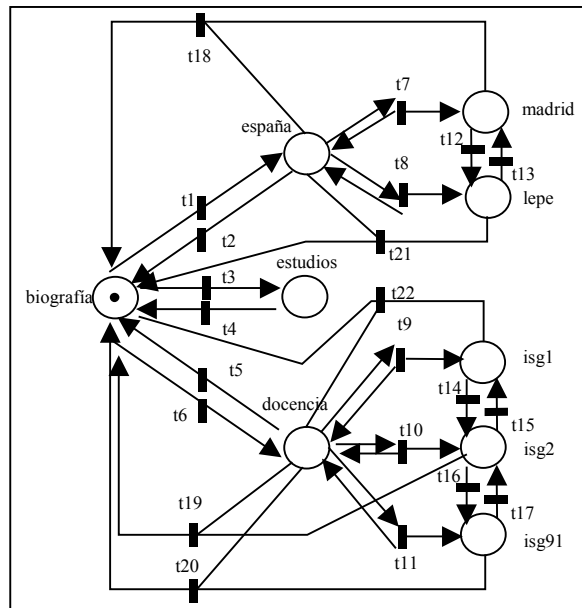 t18
t7
españa
madrid
t12
t13
t8
lepe
t1
t2
t21
estudios
t3
biografía
t4
t22
t9
isg1
t5
t14
t6
docencia
t10
t15
isg2
t16
t19
t17
isg91
t11
t20